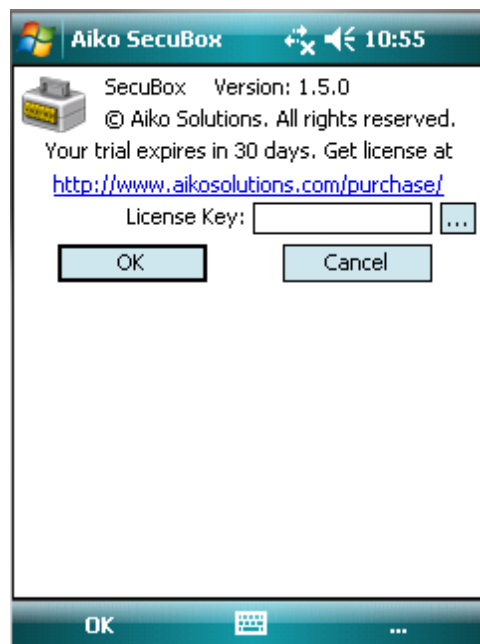 Aiko SecuBox 10:55
SecuBox Version: 1.5.0
© Aiko Solutions. All rights reserved.
Your trial expires in 30 days. Get license at
http://www.aikosolutions.com/purchase/
License Key: ...
OK Cancel
OK ...